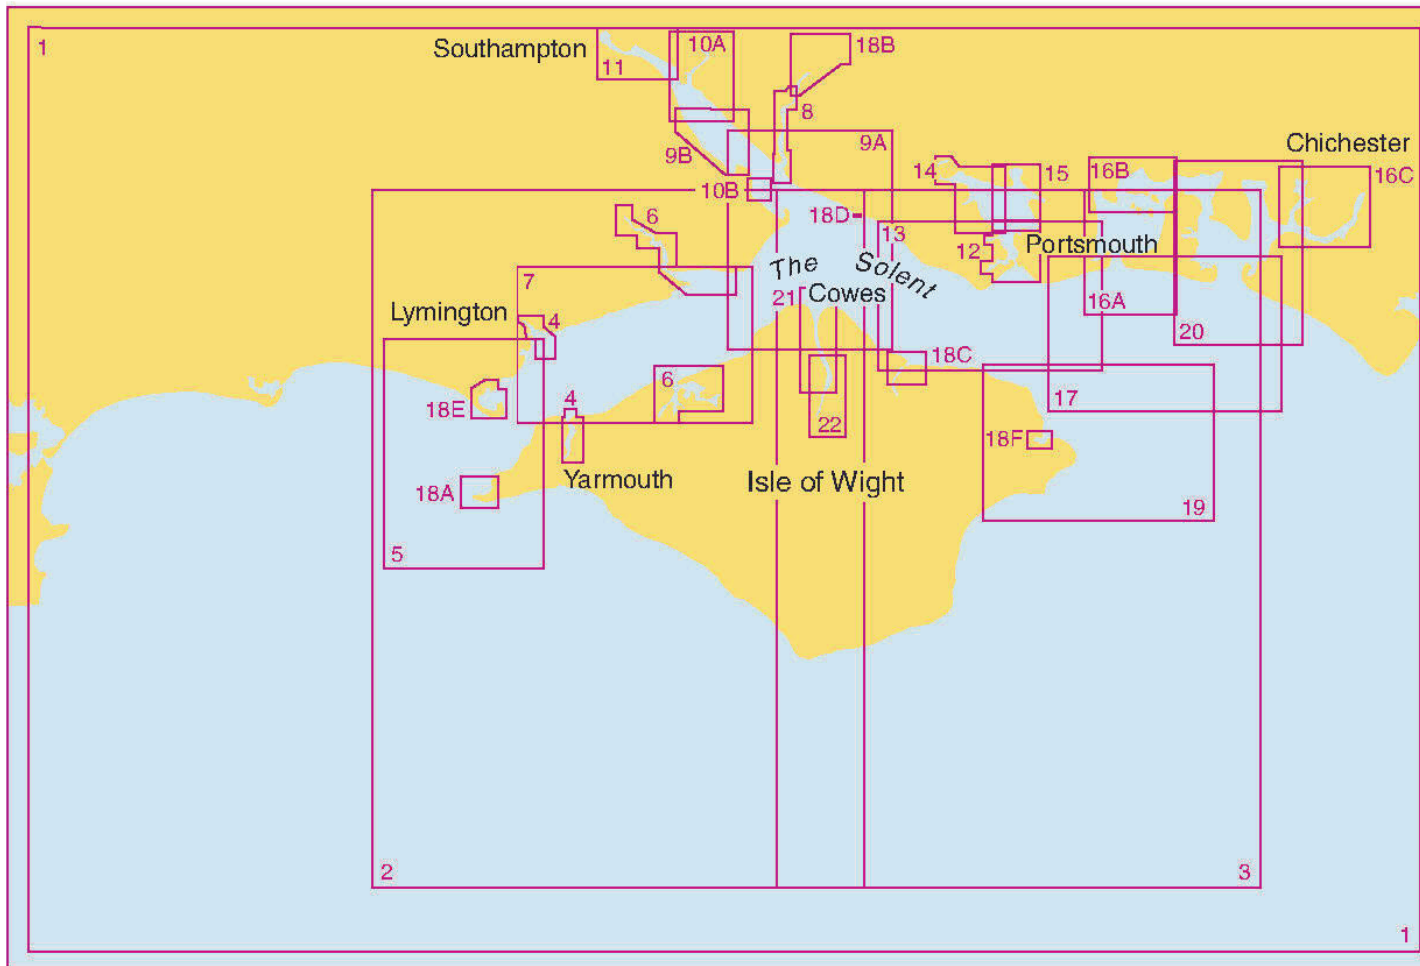 1
Southampton
10A
18B
11
8
9B
9A
Chichester
14
15
16B
16C
10B
6
18D
13
12
Portsmouth
The
Solent
7
21
Cowes
16A
Lymington
4
20
18C
6
18E
4
17
22
18F
18A
Yarmouth
Isle of Wight
19
5
2
3
1